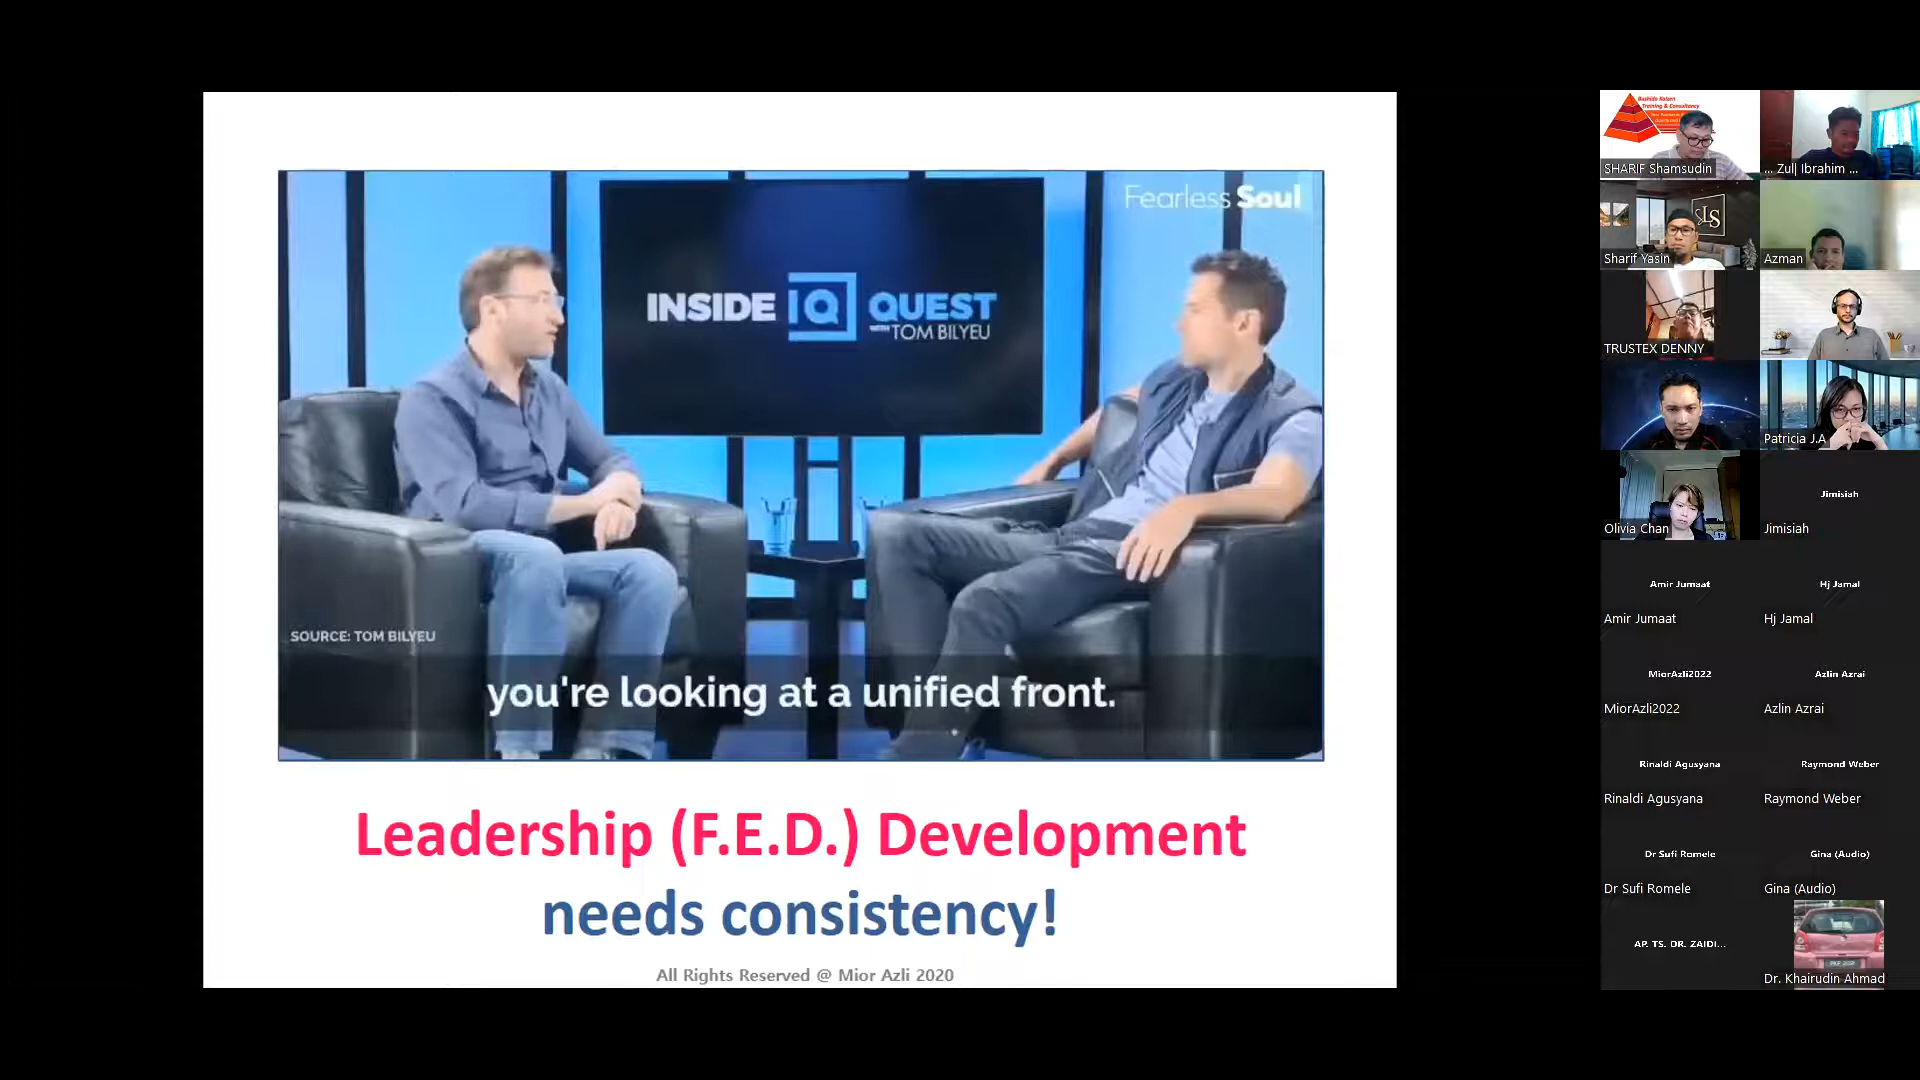 Fearless Soul
INSIDE IQ QUEST
WITH TOM BILYEU
SOURCE: TOM BILYEU
you're looking at a unified front.
Leadership (F.E.D.) Development
needs consistency!
All Rights Reserved @ Mior Azli 2020
Training & Consultancy
SHARIF Shamsudin
... Zul| Ibrahim ...
SLS
Sharif Yasin
Azman
TRUSTEX DENNY
Patricia J.A
Olivia Chan
Jimisiah
Jimisiah
Amir Jumaat
Amir Jumaat
Hj Jamal
Hj Jamal
MiorAzli2022
MiorAzli2022
Azlin Azrai
Azlin Azrai
Rinaldi Agusyana
Rinaldi Agusyana
Raymond Weber
Raymond Weber
Dr Sufi Romele
Dr Sufi Romele
Gina (Audio)
Gina (Audio)
AP. TS. DR. ZAIDI...
Dr. Khairudin Ahmad